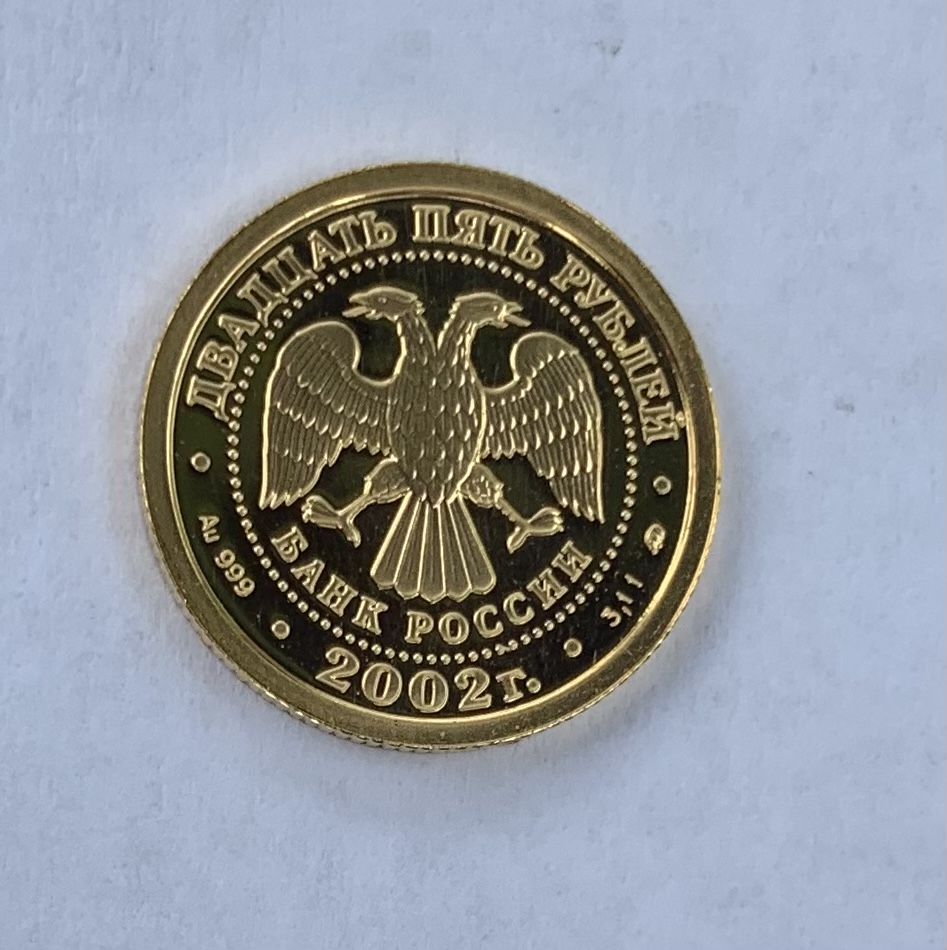 ДВАДЦАТЬ ПЯТЬ РУБЛЕЙ
БАНК РОССИИ
Au 999
3,11
2002г.